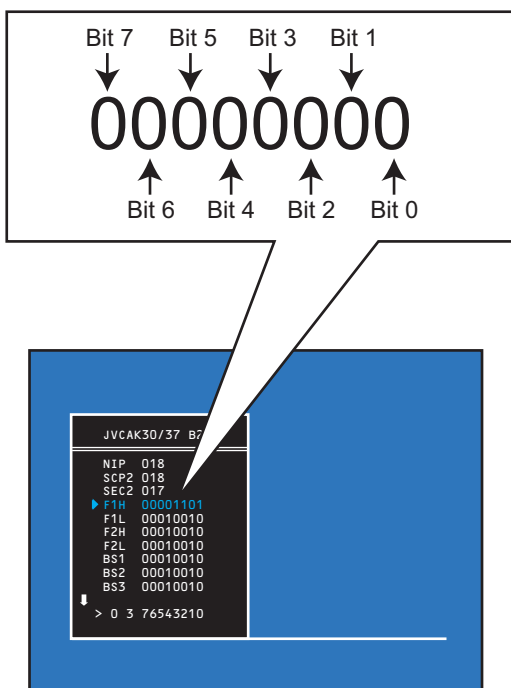 Bit 7 Bit 5 Bit 3 Bit 1
00000000
Bit 6 Bit 4 Bit 2 Bit 0
JVCAK30/37
NIP 018
SCP2 018
SEC2 017
F1H 00001101
F1L 00010010
F2H 00010010
F2L 00010010
BS1 00010010
BS2 00010010
BS3 00010010
> 0 3 76543210